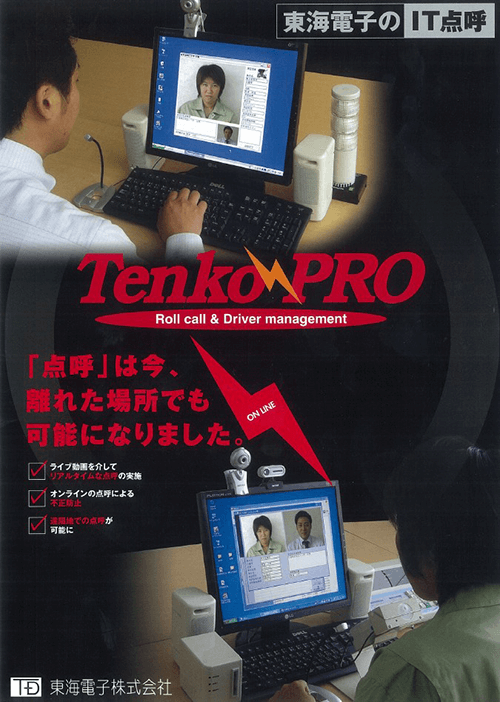 東海電子の IT点呼
Tenko PRO
Roll call & Driver management
「点呼」は今、
離れた場所でも
可能になりました。
ON LINE
ライブ動画を介して
リアルタイムな点呼の実施
オンラインの点呼による
不正防止
遠隔地での点呼が
可能に
TD 東海電子株式会社